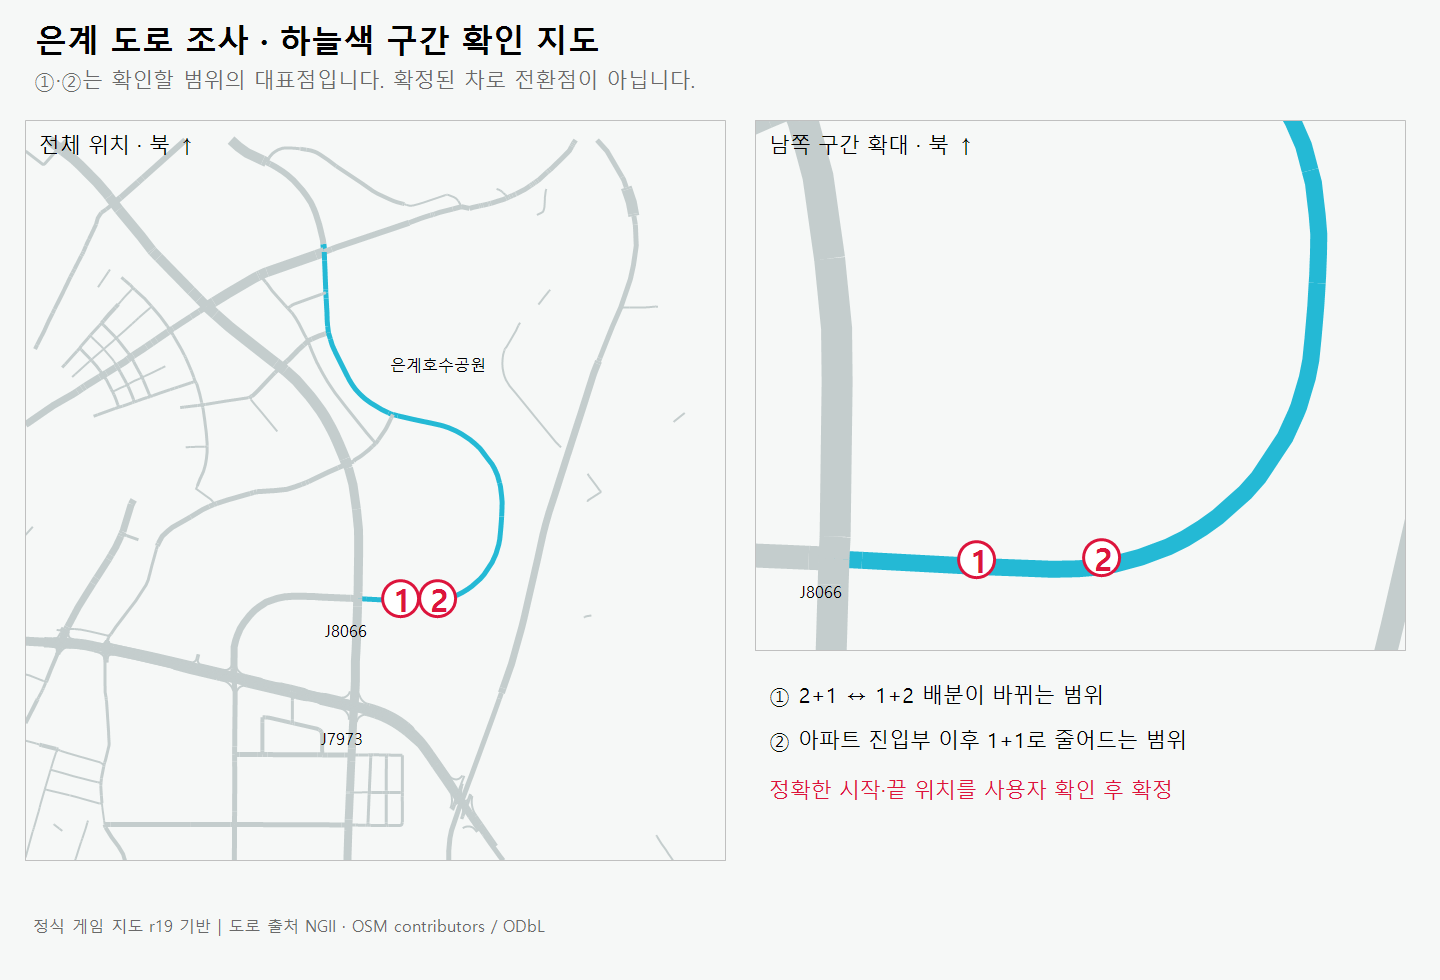 은계 도로 조사 · 하늘색 구간 확인 지도
①·②는 확인할 범위의 대표점입니다. 확정된 차로 전환점이 아닙니다.
전체 위치 · 북 ↑
은계호수공원
1 2
J8066
J7973
남쪽 구간 확대 · 북 ↑
1
2
J8066
① 2+1 ↔ 1+2 배분이 바뀌는 범위
② 아파트 진입부 이후 1+1로 줄어드는 범위
정확한 시작·끝 위치를 사용자 확인 후 확정
정식 게임 지도 r19 기반 | 도로 출처 NGII · OSM contributors / ODbL